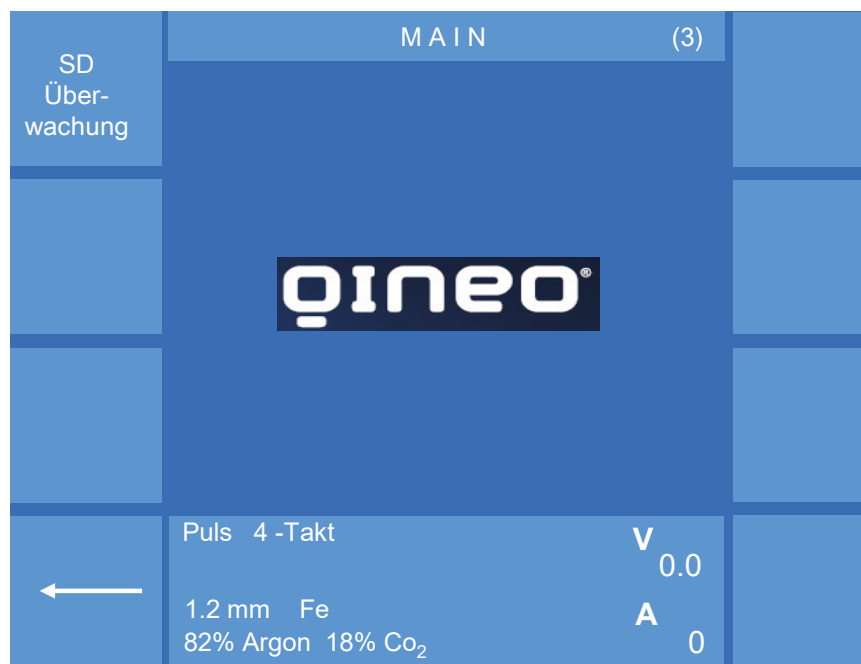 SD
Über-
wachung
MAIN (3)
QINEO®
Puls 4 -Takt
V
0.0
1.2 mm Fe
82% Argon 18% Co₂
A
0